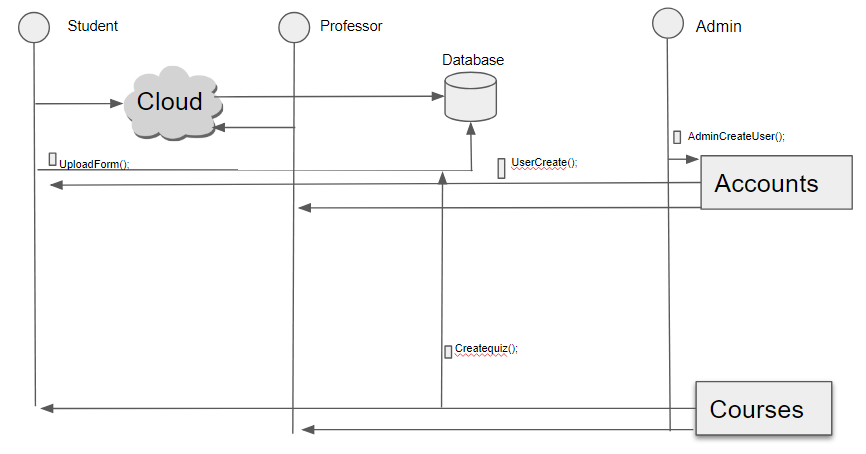 Student
Professor
Admin
Database
Cloud
AdminCreateUser();
UploadForm();
UserCreate();
Accounts
Createquiz();
Courses